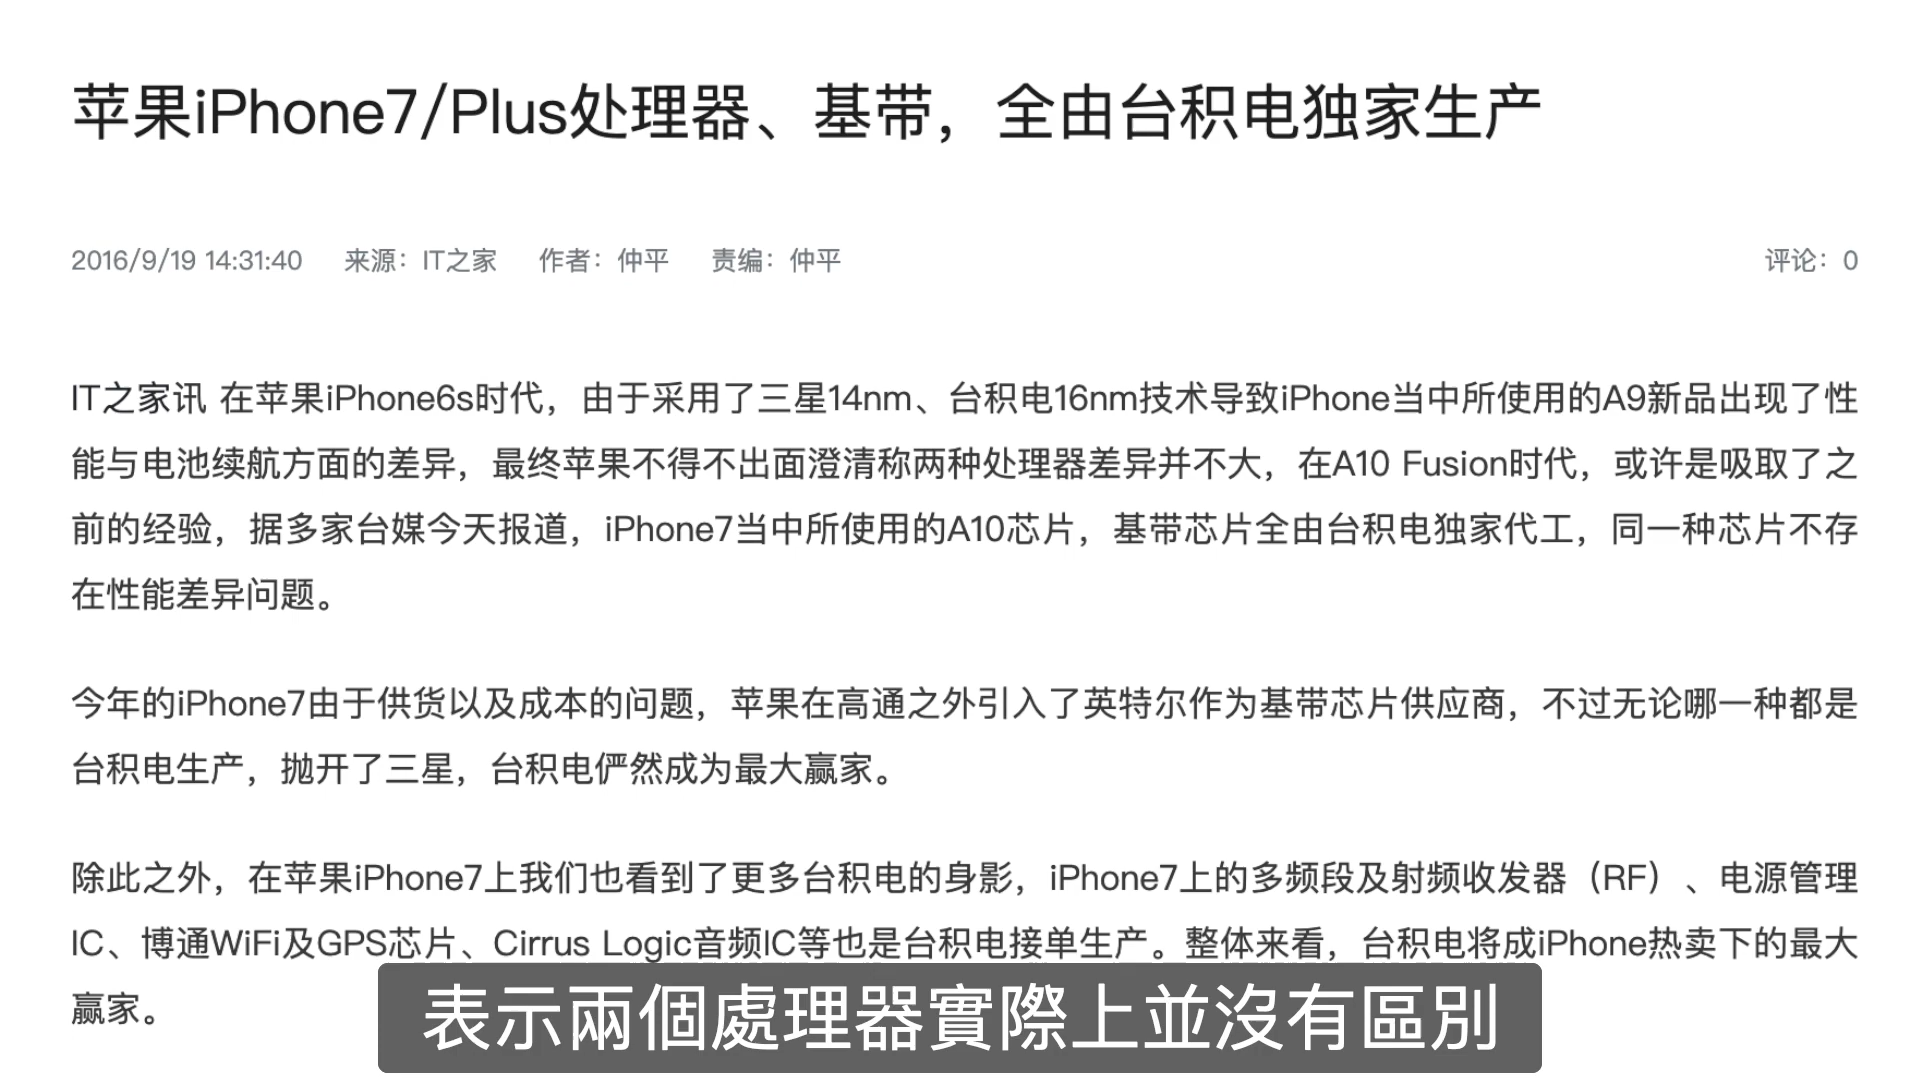 苹果iPhone7/Plus处理器、基带，全由台积电独家生产
2016/9/19 14:31:40 来源：IT之家 作者：仲平 责编：仲平 评论：0
IT之家讯 在苹果iPhone6s时代，由于采用了三星14nm、台积电16nm技术导致iPhone当中所使用的A9新品出现了性
能与电池续航方面的差异，最终苹果不得不出面澄清称两种处理器差异并不大，在A10 Fusion时代，或许是吸取了之
前的经验，据多家台媒今天报道，iPhone7当中所使用的A10芯片，基带芯片全由台积电独家代工，同一种芯片不存
在性能差异问题。
今年的iPhone7由于供货以及成本的问题，苹果在高通之外引入了英特尔作为基带芯片供应商，不过无论哪一种都是
台积电生产，抛开了三星，台积电俨然成为最大赢家。
除此之外，在苹果iPhone7上我们也看到了更多台积电的身影，iPhone7上的多频段及射频收发器（RF）、电源管理
IC、博通WiFi及GPS芯片、Cirrus Logic音频IC等也是台积电接单生产。整体来看，台积电将成iPhone热卖下的最大
赢家。
表示兩個處理器實際上並沒有區別